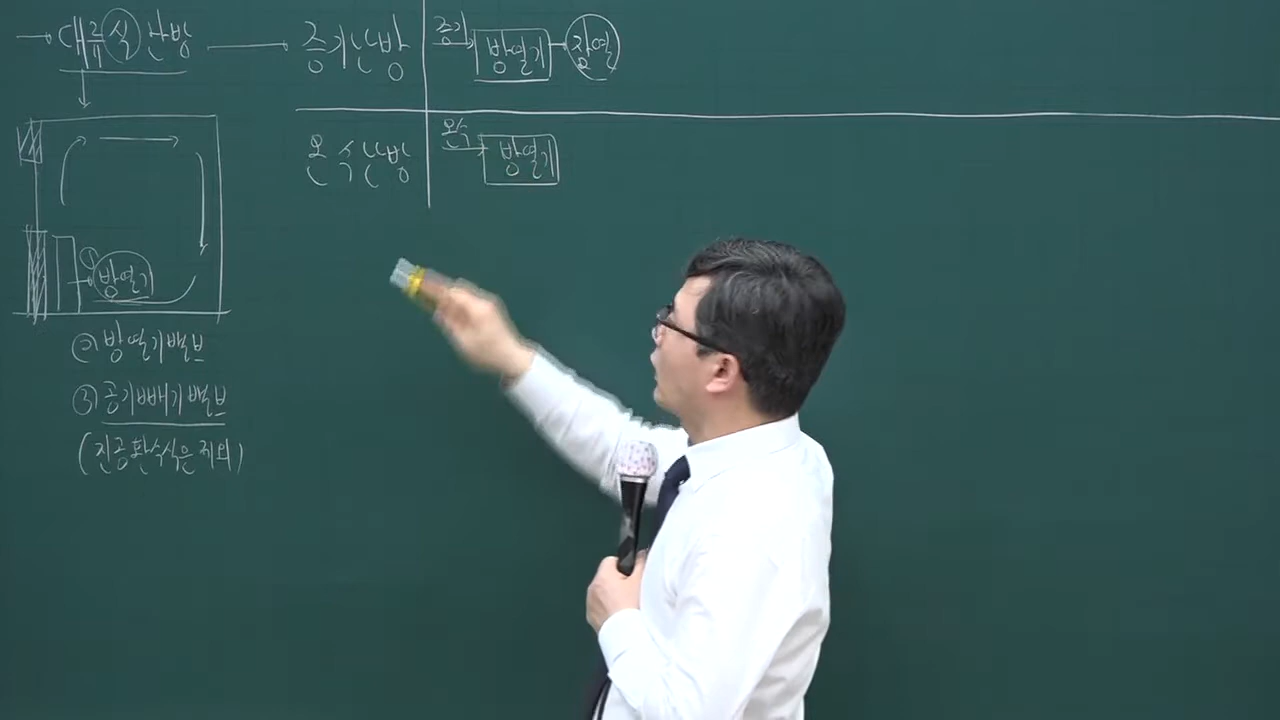 대류식 난방
증기난방
증기 방열기 잠열
온수난방
온수 방열기
① 방열기
② 방열기밸브
③ 공기빼기밸브
(진공환수식은 제외)